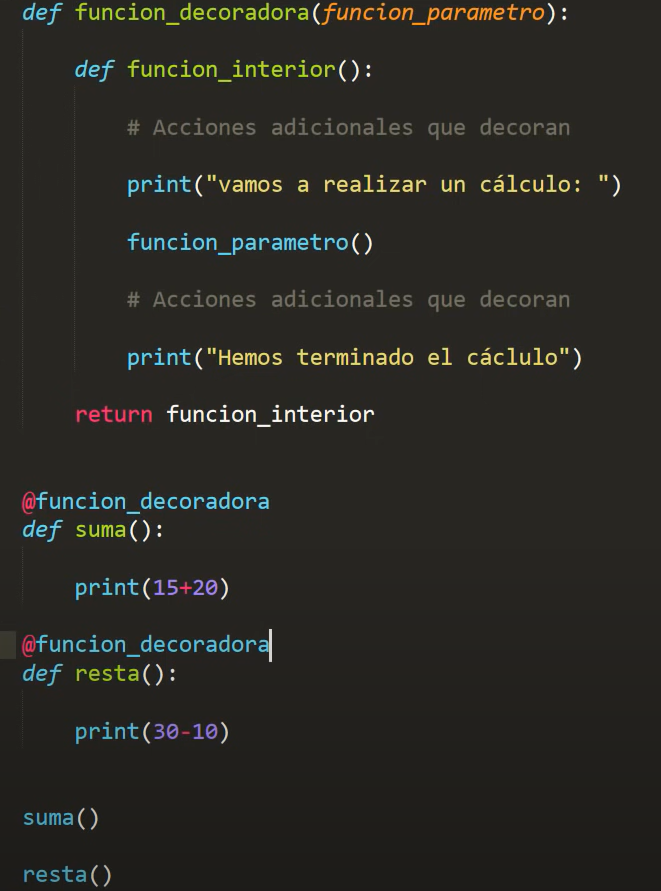 def funcion_decoradora(funcion_parametro):
def funcion_interior():
# Acciones adicionales que decoran
print("vamos a realizar un cálculo: ")
funcion_parametro()
# Acciones adicionales que decoran
print("Hemos terminado el cáclulo")
return funcion_interior
@funcion_decoradora
def suma():
print(15+20)
@funcion_decoradora
def resta():
print(30-10)
suma()
resta()